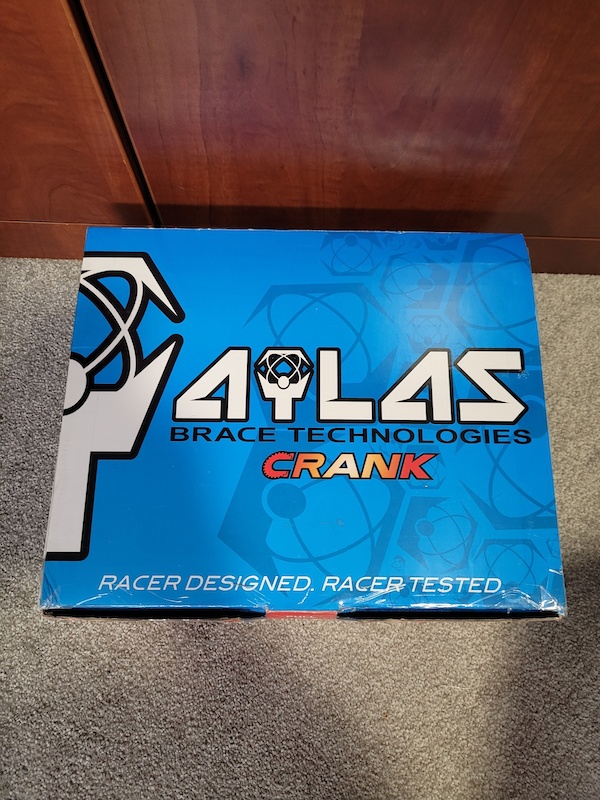 ATLAS
BRACE TECHNOLOGIES
CRANK
RACER DESIGNED. RACER TESTED.